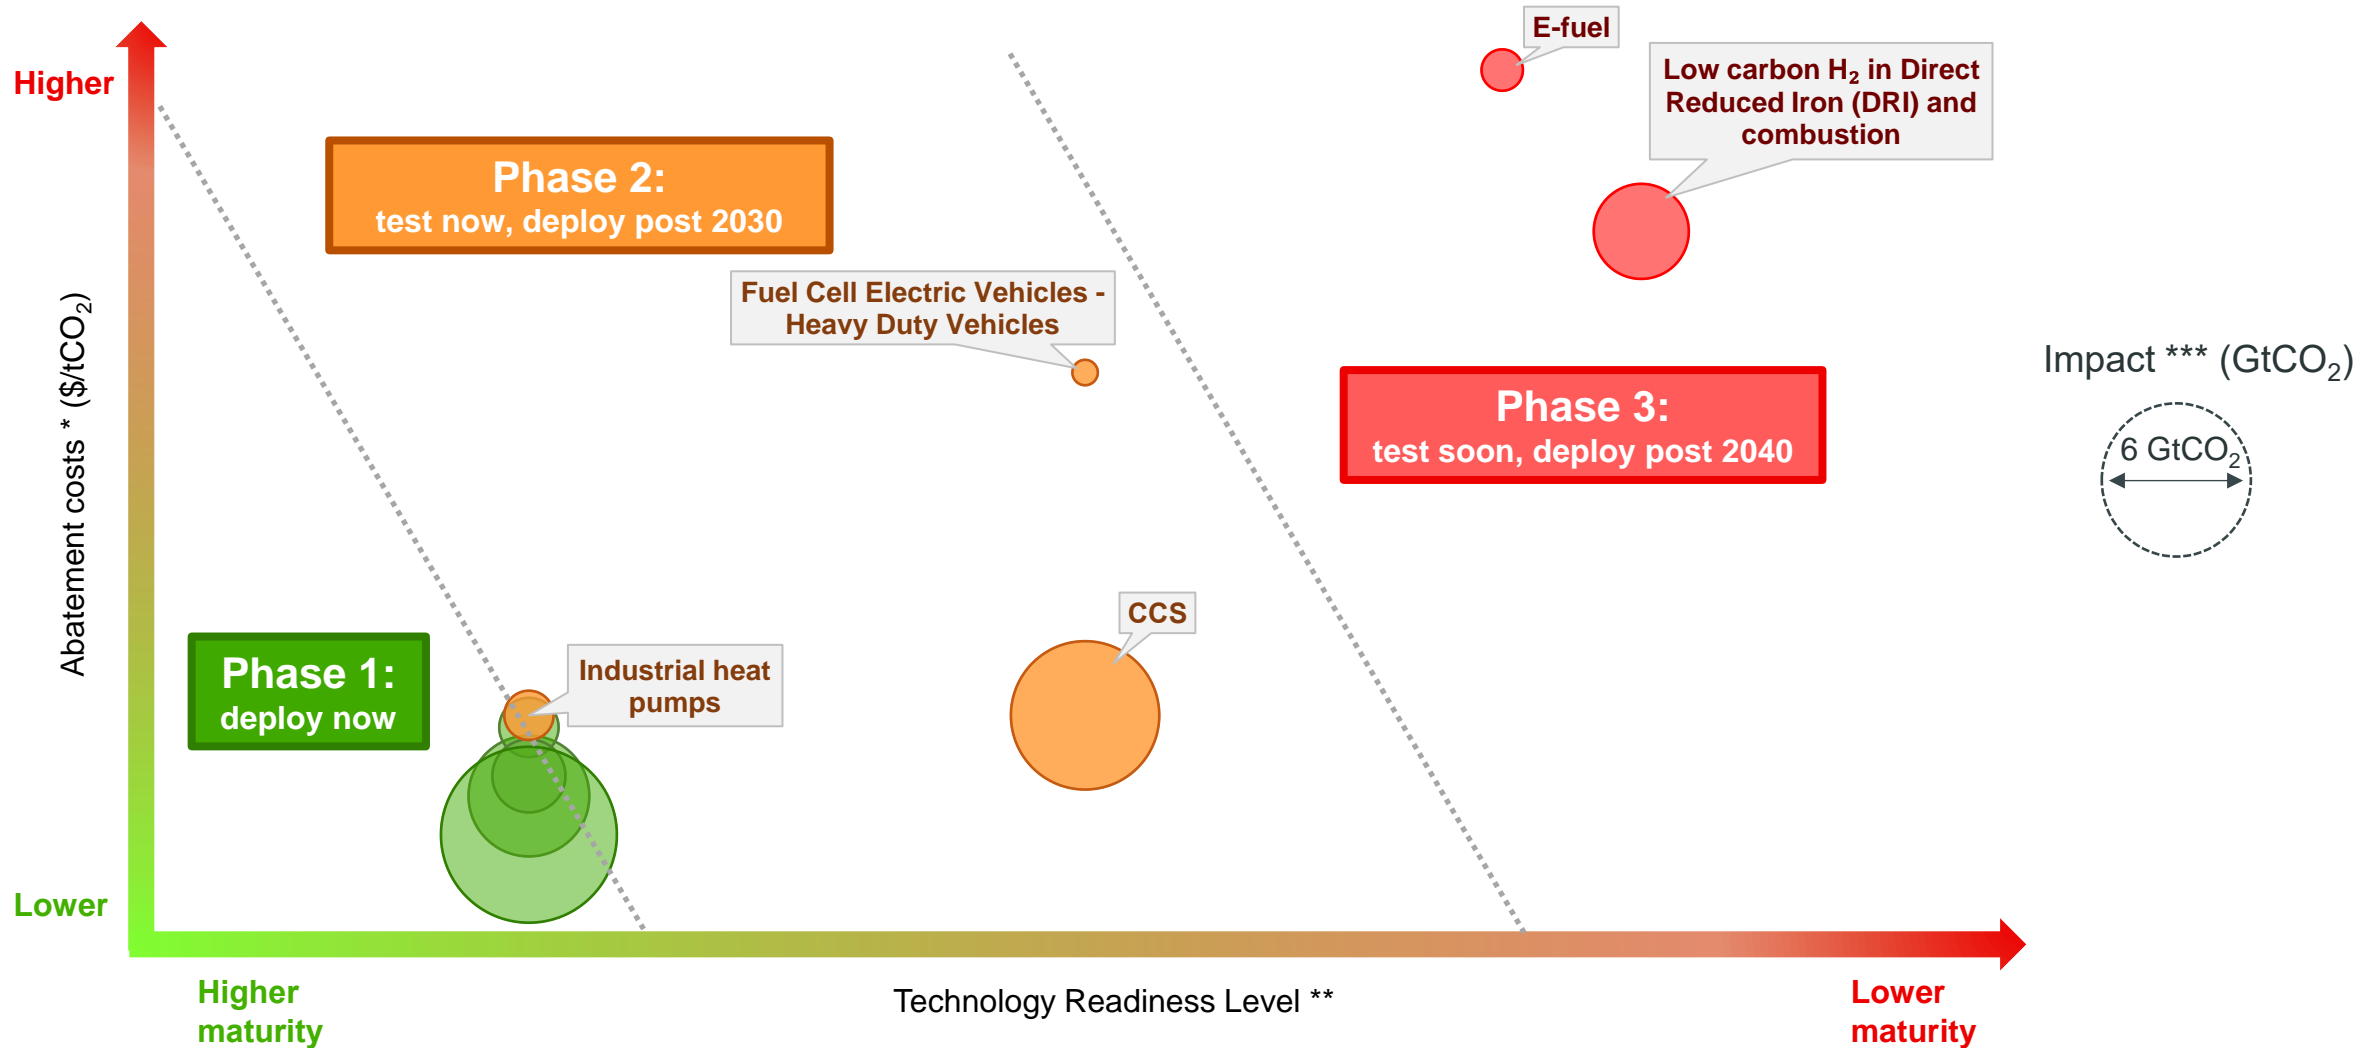 E-fuel
Higher
Low carbon H₂ in Direct
Reduced Iron (DRI) and
combustion
Phase 2:
test now, deploy post 2030
Fuel Cell Electric Vehicles -
Heavy Duty Vehicles
Abatement costs * ($/tCO₂)
Impact *** (GtCO₂)
6 GtCO₂
Phase 3:
test soon, deploy post 2040
CCS
Phase 1:
deploy now
Industrial heat
pumps
Lower
Higher
maturity
Technology Readiness Level **
Lower
maturity